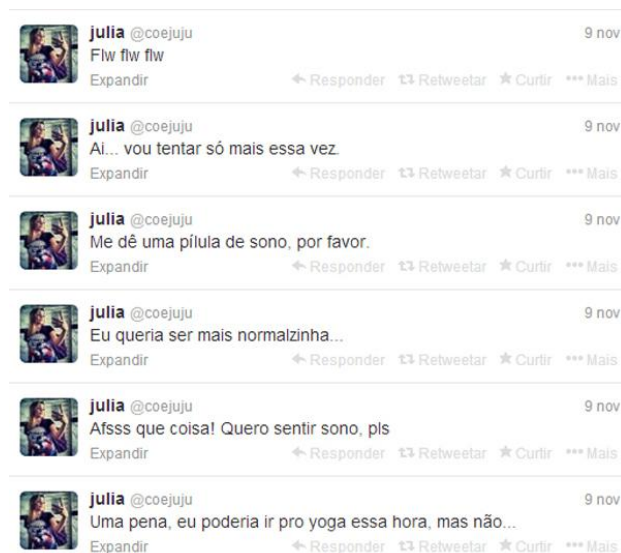 julia @coejuju 9 nov
Flw flw flw
Expandir Responder Retweetar Curtir Mais
julia @coejuju 9 nov
Ai... vou tentar só mais essa vez.
Expandir Responder Retweetar Curtir Mais
julia @coejuju 9 nov
Me dê uma pílula de sono, por favor.
Expandir Responder Retweetar Curtir Mais
julia @coejuju 9 nov
Eu queria ser mais normalzinha...
Expandir Responder Retweetar Curtir Mais
julia @coejuju 9 nov
Afsss que coisa! Quero sentir sono, pls
Expandir Responder Retweetar Curtir Mais
julia @coejuju 9 nov
Uma pena, eu poderia ir pro yoga essa hora, mas não...
Expandir Responder Retweetar Curtir Mais